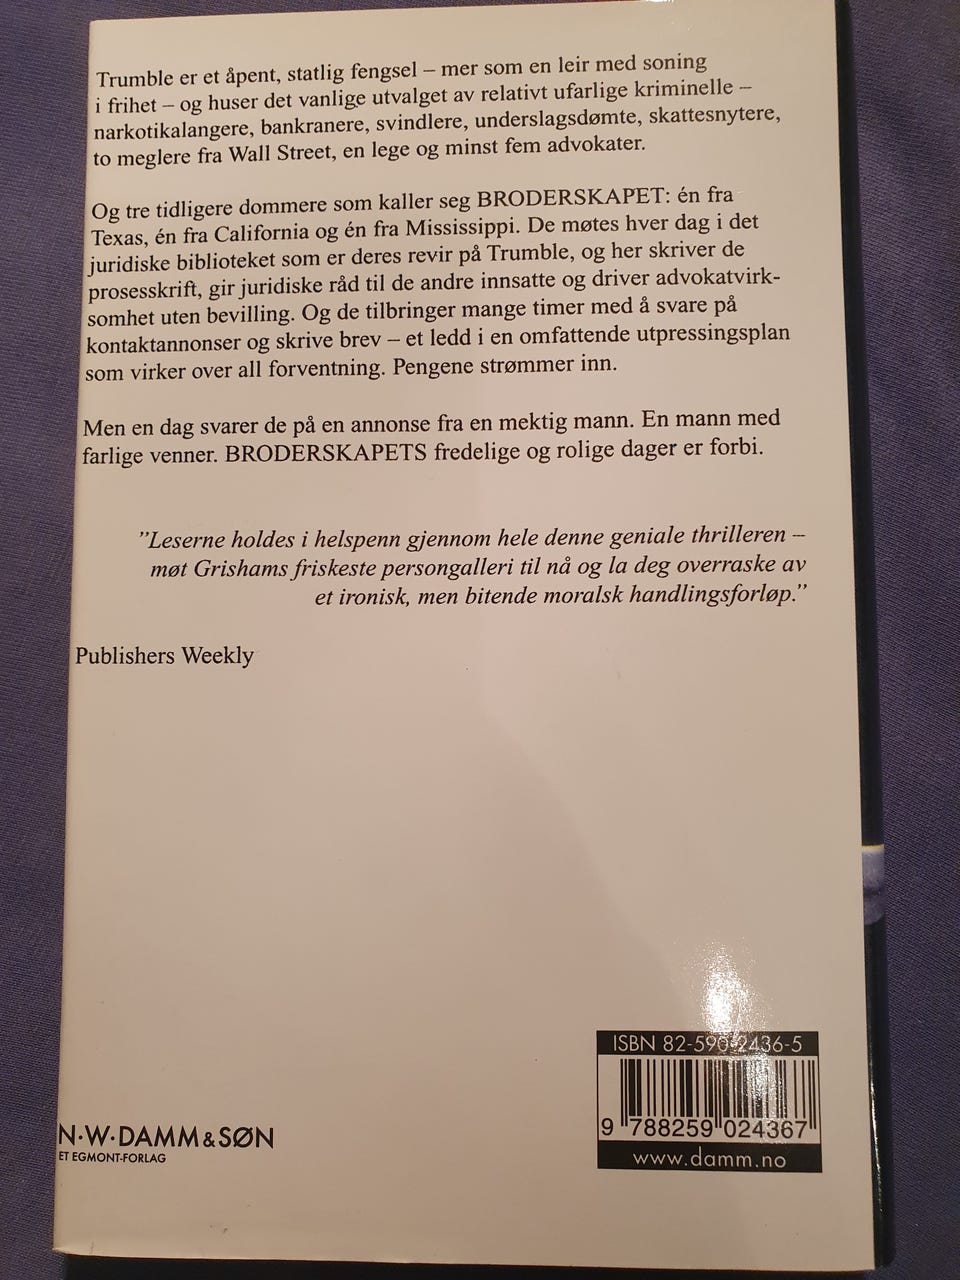 Trumble er et åpent, statlig fengsel – mer som en leir med soning
i frihet – og huser det vanlige utvalget av relativt ufarlige kriminelle –
narkotikalangere, bankranere, svindlere, underslagsdømte, skattesnytere,
to meglere fra Wall Street, en lege og minst fem advokater.
Og tre tidligere dommere som kaller seg BRODERSKAPET: én fra
Texas, én fra California og én fra Mississippi. De møtes hver dag i det
juridiske biblioteket som er deres revir på Trumble, og her skriver de
prosesskrift, gir juridiske råd til de andre innsatte og driver advokatvirk-
somhet uten bevilling. Og de tilbringer mange timer med å svare på
kontaktannonser og skrive brev – et ledd i en omfattende utpressingsplan
som virker over all forventning. Pengene strømmer inn.
Men en dag svarer de på en annonse fra en mektig mann. En mann med
farlige venner. BRODERSKAPETS fredelige og rolige dager er forbi.
”Leserne holdes i helspenn gjennom hele denne geniale thrilleren –
møt Grishams friskeste persongalleri til nå og la deg overraske av
et ironisk, men bitende moralsk handlingsforløp.”
Publishers Weekly
ISBN 82-590-2436-5
9 788259 024367
www.damm.no
N·W·DAMM & SØN
ET EGMONT-FORLAG